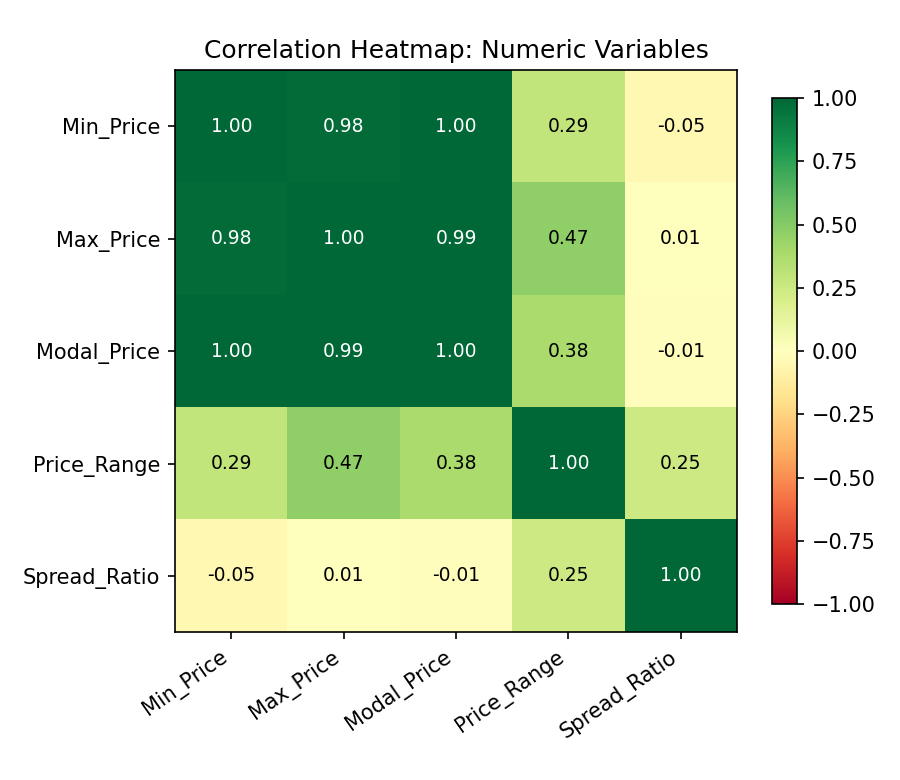 Correlation Heatmap: Numeric Variables
Min_Price 1.00 0.98 1.00 0.29 -0.05
Max_Price 0.98 1.00 0.99 0.47 0.01
Modal_Price 1.00 0.99 1.00 0.38 -0.01
Price_Range 0.29 0.47 0.38 1.00 0.25
Spread_Ratio -0.05 0.01 -0.01 0.25 1.00
Min_Price Max_Price Modal_Price Price_Range Spread_Ratio
1.00
0.75
0.50
0.25
0.00
−0.25
−0.50
−0.75
−1.00